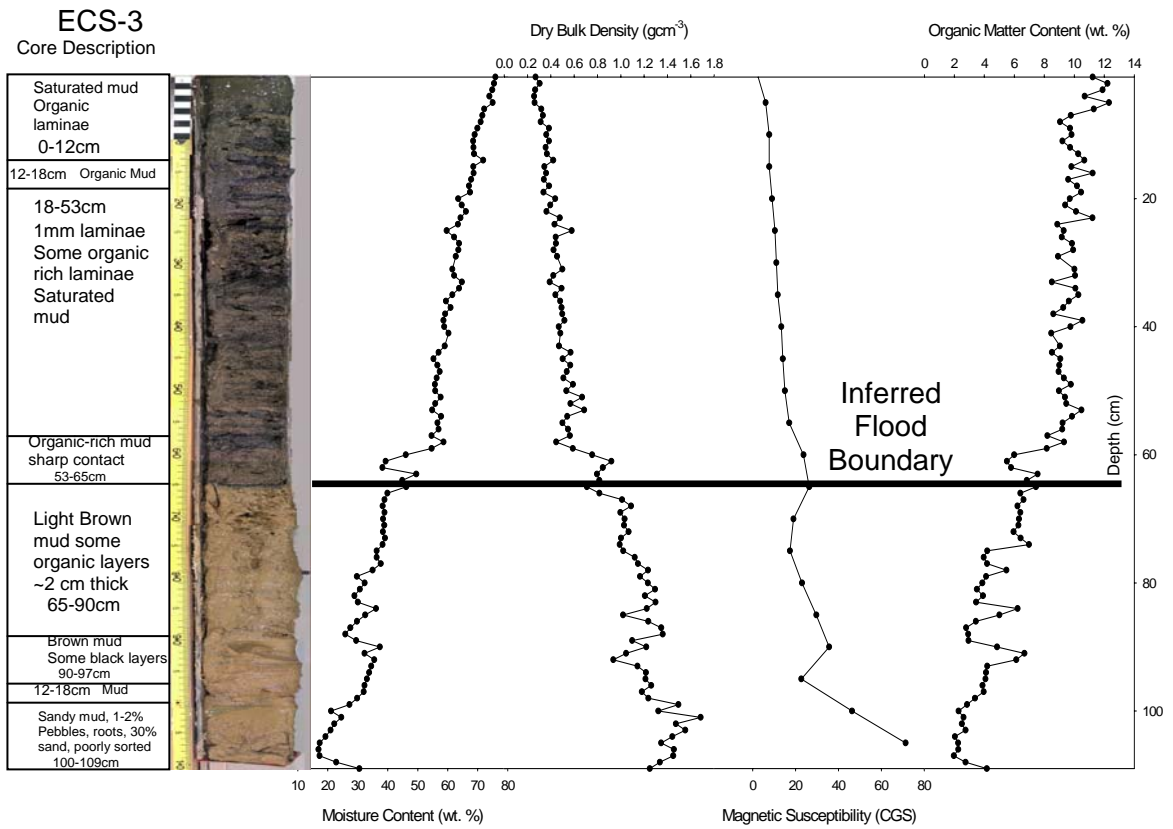 ECS-3
Core Description
Dry Bulk Density (gcm-3)
Organic Matter Content (wt. %)
0.0 0.2 0.4 0.6 0.8 1.0 1.2 1.4 1.6 1.8
0 2 4 6 8 10 12 14
Saturated mud
Organic
laminae
0-12cm
12-18cm Organic Mud
18-53cm
1mm laminae
Some organic
rich laminae
Saturated
mud
Organic-rich mud
sharp contact
53-65cm
Light Brown
mud some
organic layers
~2 cm thick
65-90cm
Brown mud
Some black layers
90-97cm
12-18cm Mud
Sandy mud, 1-2%
Pebbles, roots, 30%
sand, poorly sorted
100-109cm
Inferred
Flood
Boundary
20
40
60
80
100
Depth (cm)
10 20 30 40 50 60 70 80
0 20 40 60 80
Moisture Content (wt. %)
Magnetic Susceptibility (CGS)